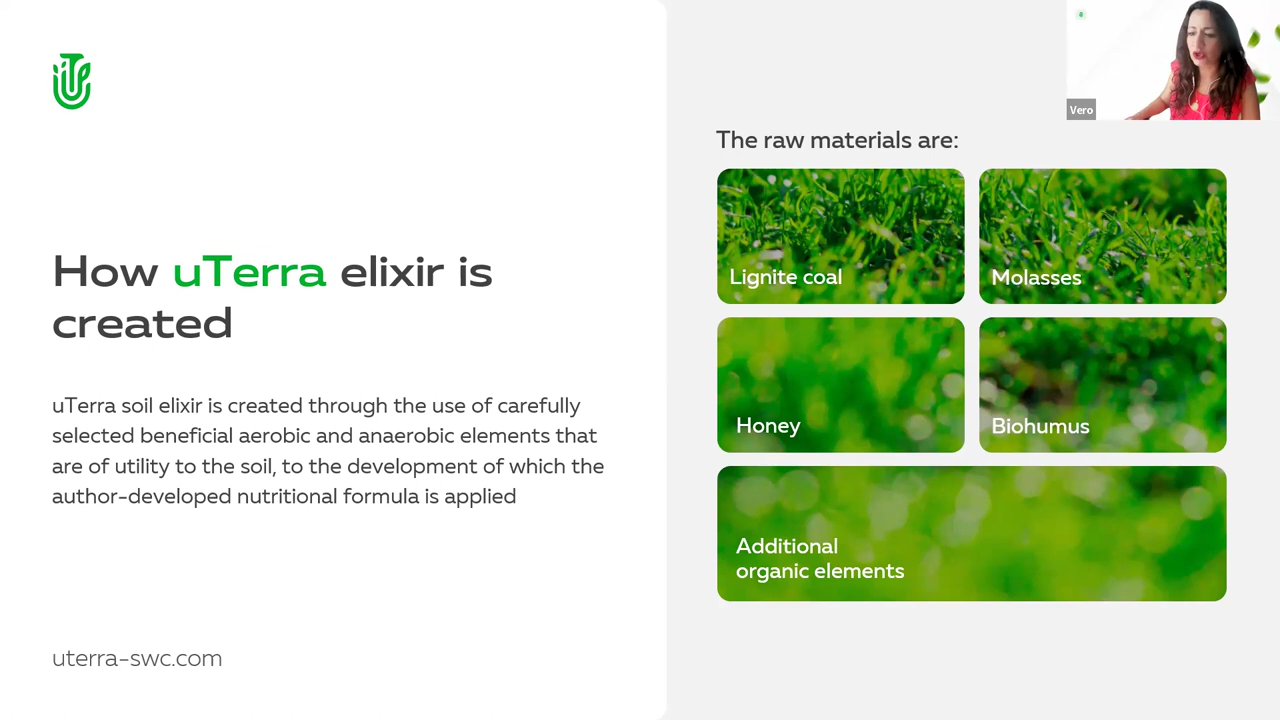 How uTerra elixir is
created
uTerra soil elixir is created through the use of carefully
selected beneficial aerobic and anaerobic elements that
are of utility to the soil, to the development of which the
author-developed nutritional formula is applied
uterra-swc.com
The raw materials are:
Lignite coal
Molasses
Honey
Biohumus
Additional
organic elements
Vero